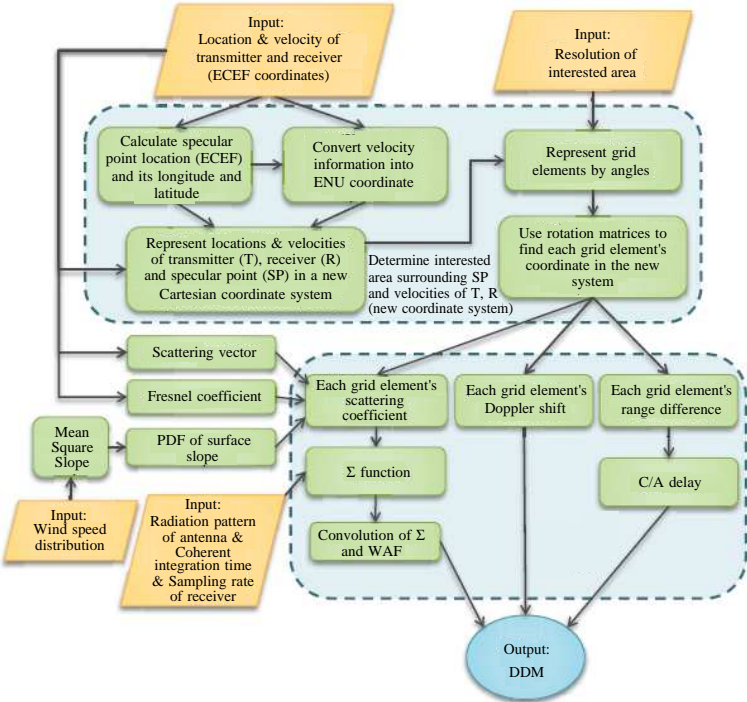 Input:
Location & velocity of
transmitter and receiver
(ECEF coordinates)
Input:
Resolution of
interested area
Calculate specular
point location (ECEF)
and its longitude and
latitude
Convert velocity
information into
ENU coordinate
Represent grid
elements by angles
Represent locations & velocities
of transmitter (T), receiver (R)
and specular point (SP) in a new
Cartesian coordinate system
Determine interested
area surrounding SP
and velocities of T, R
(new coordinate system)
Use rotation matrices to
find each grid element's
coordinate in the new
system
Scattering vector
Fresnel coefficient
Mean
Square
Slope
PDF of surface
slope
Each grid element's
scattering
coefficient
Each grid element's
Doppler shift
Each grid element's
range difference
Σ function
C/A delay
Input:
Wind speed
distribution
Input:
Radiation pattern
of antenna &
Coherent
integration time
& Sampling rate
of receiver
Convolution of Σ
and WAF
Output:
DDM